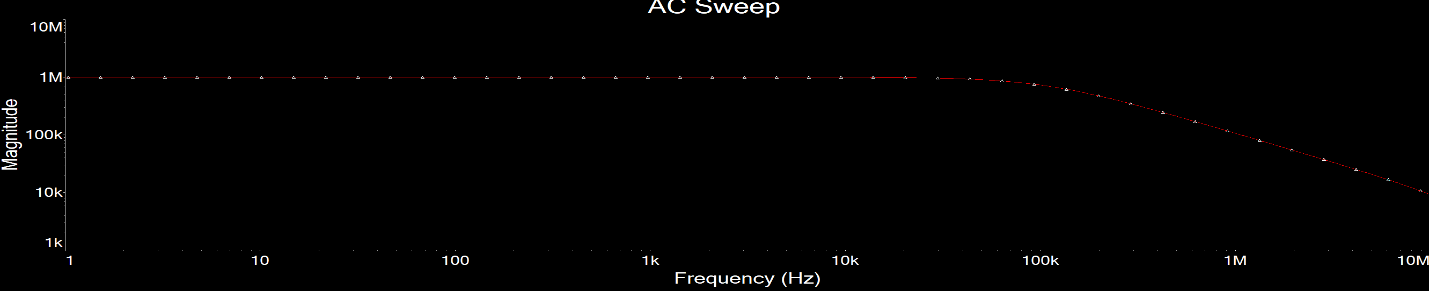 AC Sweep
10M
1M
100k
10k
1k
Magnitude
1 10 100 1k 10k 100k 1M 10M
Frequency (Hz)